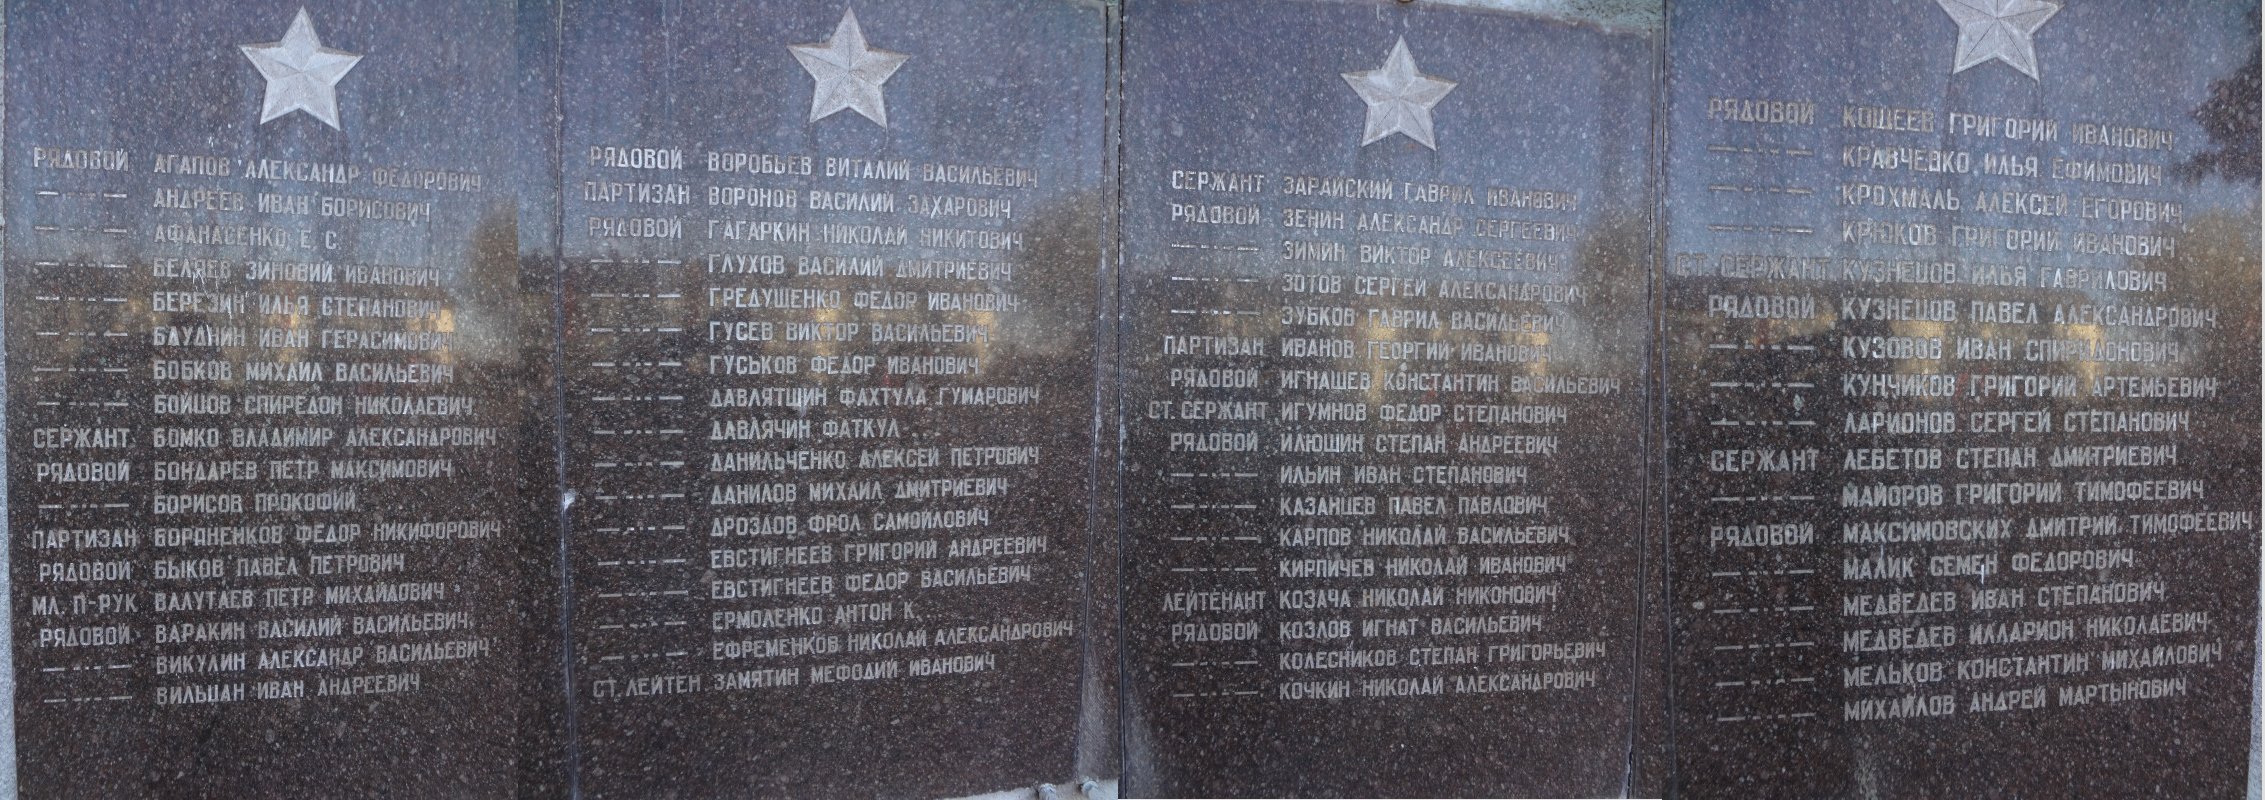 РЯДОВОЙ АГАПОВ АЛЕКСАНДР ФЕДОРОВИЧ
—·—·— АНДРЕЕВ ИВАН БОРИСОВИЧ
—·—·— АФАНАСЕНКО Е. С.
—·—·— БЕЛЯЕВ ЗИНОВИЙ ИВАНОВИЧ
—·—·— БЕРЕЗИН ИЛЬЯ СТЕПАНОВИЧ
—·—·— БЛУДНИН ИВАН ГЕРАСИМОВИЧ
—·—·— БОБКОВ МИХАИЛ ВАСИЛЬЕВИЧ
—·—·— БОЙЦОВ СПИРЕДОН НИКОЛАЕВИЧ
СЕРЖАНТ БОМКО ВЛАДИМИР АЛЕКСАНДРОВИЧ
РЯДОВОЙ БОНДАРЕВ ПЕТР МАКСИМОВИЧ
—·—·— БОРИСОВ ПРОКОФИЙ
ПАРТИЗАН БОРАНЕНКОВ ФЕДОР НИКИФОРОВИЧ
РЯДОВОЙ БЫКОВ ПАВЕЛ ПЕТРОВИЧ
МЛ. П-РУК ВАЛУТАЕВ ПЕТР МИХАЙЛОВИЧ
РЯДОВОЙ ВАРАКИН ВАСИЛИЙ ВАСИЛЬЕВИЧ
—·—·— ВИКУЛИН АЛЕКСАНДР ВАСИЛЬЕВИЧ
—·—·— ВИЛЬЦАН ИВАН АНДРЕЕВИЧ
РЯДОВОЙ ВОРОБЬЕВ ВИТАЛИЙ ВАСИЛЬЕВИЧ
ПАРТИЗАН ВОРОНОВ ВАСИЛИЙ ЗАХАРОВИЧ
РЯДОВОЙ ГАГАРКИН НИКОЛАЙ НИКИТОВИЧ
—·—·— ГЛУХОВ ВАСИЛИЙ ДМИТРИЕВИЧ
—·—·— ГРЕДУШЕНКО ФЕДОР ИВАНОВИЧ
—·—·— ГУСЕВ ВИКТОР ВАСИЛЬЕВИЧ
—·—·— ГУСЬКОВ ФЕДОР ИВАНОВИЧ
—·—·— ДАВЛЯТШИН ФАХТУЛА ГУМАРОВИЧ
—·—·— ДАВЛЯЧИН ФАТКУЛ ...
—·—·— ДАНИЛЬЧЕНКО АЛЕКСЕЙ ПЕТРОВИЧ
—·—·— ДАНИЛОВ МИХАИЛ ДМИТРИЕВИЧ
—·—·— ДРОЗДОВ ФРОЛ САМОЙЛОВИЧ
—·—·— ЕВСТИГНЕЕВ ГРИГОРИЙ АНДРЕЕВИЧ
—·—·— ЕВСТИГНЕЕВ ФЕДОР ВАСИЛЬЕВИЧ
—·—·— ЕРМОЛЕНКО АНТОН К.
—·—·— ЕФРЕМЕНКОВ НИКОЛАЙ АЛЕКСАНДРОВИЧ
СТ. ЛЕЙТЕН ЗАМЯТИН МЕФОДИЙ ИВАНОВИЧ
СЕРЖАНТ ЗАРАЙСКИЙ ГАВРИЛ ИВАНОВИЧ
РЯДОВОЙ ЗЕНИН АЛЕКСАНДР СЕРГЕЕВИЧ
—·—·— ЗИМИН ВИКТОР АЛЕКСЕЕВИЧ
—·—·— ЗОТОВ СЕРГЕЙ АЛЕКСАНДРОВИЧ
—·—·— ЗУБКОВ ГАВРИЛ ВАСИЛЬЕВИЧ
ПАРТИЗАН ИВАНОВ ГЕОРГИЙ ИВАНОВИЧ
РЯДОВОЙ ИГНАШЕВ КОНСТАНТИН ВАСИЛЬЕВИЧ
СТ. СЕРЖАНТ ИГУМНОВ ФЕДОР СТЕПАНОВИЧ
РЯДОВОЙ ИЛЮШИН СТЕПАН АНДРЕЕВИЧ
—·—·— ИЛЬИН ИВАН СТЕПАНОВИЧ
—·—·— КАЗАНЦЕВ ПАВЕЛ ПАВЛОВИЧ
—·—·— КАРПОВ НИКОЛАЙ ВАСИЛЬЕВИЧ
—·—·— КИРПИЧЕВ НИКОЛАЙ ИВАНОВИЧ
ЛЕЙТЕНАНТ КОЗАЧА НИКОЛАЙ НИКОНОВИЧ
РЯДОВОЙ КОЗЛОВ ИГНАТ ВАСИЛЬЕВИЧ
—·—·— КОЛЕСНИКОВ СТЕПАН ГРИГОРЬЕВИЧ
—·—·— КОЧКИН НИКОЛАЙ АЛЕКСАНДРОВИЧ
РЯДОВОЙ КОЩЕЕВ ГРИГОРИЙ ИВАНОВИЧ
—·—·— КРАВЧЕВКО ИЛЬЯ ЕФИМОВИЧ
—·—·— КРОХМАЛЬ АЛЕКСЕЙ ЕГОРОВИЧ
—·—·— КРЮКОВ ГРИГОРИЙ ИВАНОВИЧ
СТ. СЕРЖАНТ КУЗНЕЦОВ ИЛЬЯ ГАВРИЛОВИЧ
РЯДОВОЙ КУЗНЕЦОВ ПАВЕЛ АЛЕКСАНДРОВИЧ
—·—·— КУЗОВОВ ИВАН СПИРИДОНОВИЧ
—·—·— КУНЧИКОВ ГРИГОРИЙ АРТЕМЬЕВИЧ
—·—·— ЛАРИОНОВ СЕРГЕЙ СТЕПАНОВИЧ
СЕРЖАНТ ЛЕБЕТОВ СТЕПАН ДМИТРИЕВИЧ
—·—·— МАЙОРОВ ГРИГОРИЙ ТИМОФЕЕВИЧ
РЯДОВОЙ МАКСИМОВСКИХ ДМИТРИЙ ТИМОФЕЕВИЧ
—·—·— МАЛИК СЕМЕН ФЕДОРОВИЧ
—·—·— МЕДВЕДЕВ ИВАН СТЕПАНОВИЧ
—·—·— МЕДВЕДЕВ ИЛЛАРИОН НИКОЛАЕВИЧ
—·—·— МЕЛЬКОВ КОНСТАНТИН МИХАЙЛОВИЧ
—·—·— МИХАЙЛОВ АНДРЕЙ МАРТЫНОВИЧ